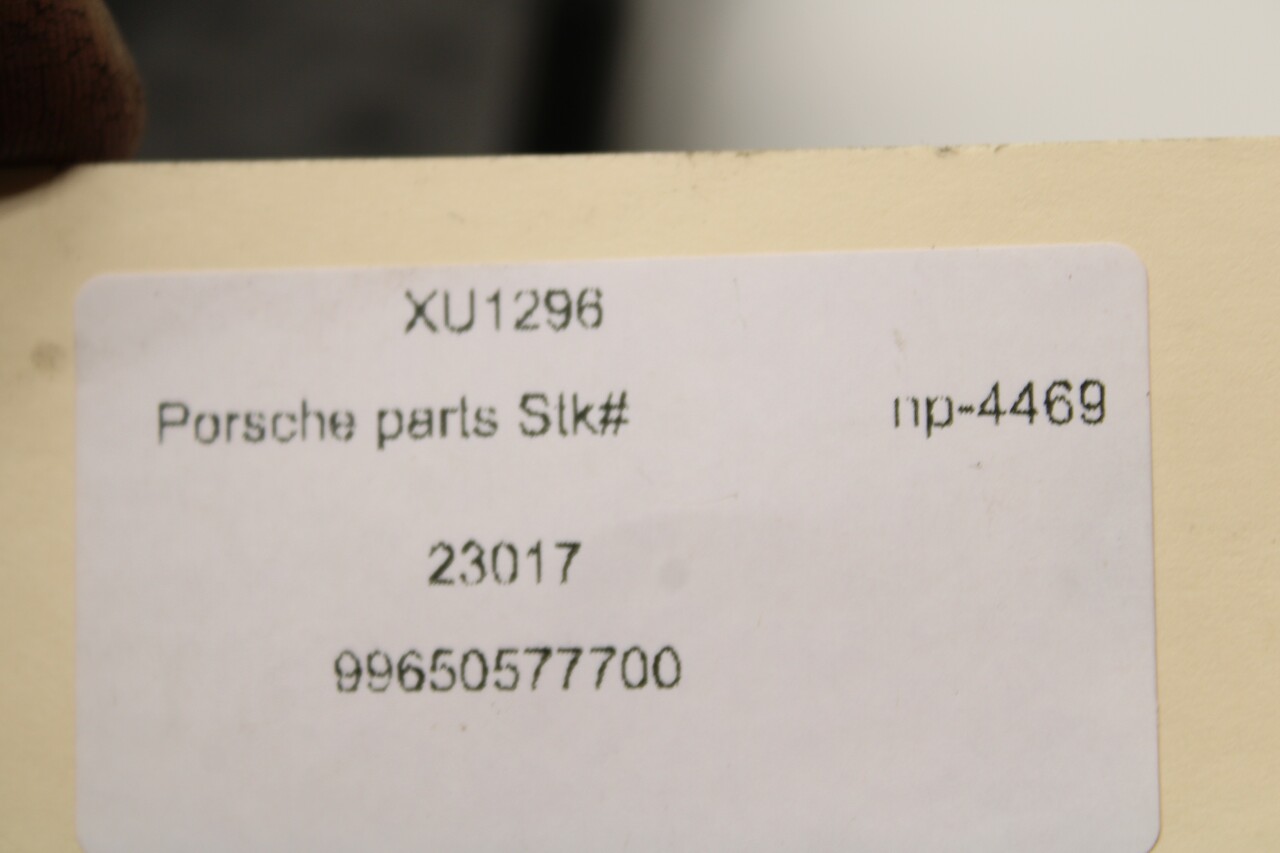 XU1296
Porsche parts Stk# np-4469
23017
99650577700